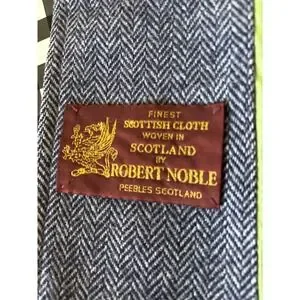 FINEST
SCOTTISH CLOTH
WOVEN IN
SCOTLAND
BY
ROBERT NOBLE
PEEBLES SCOTLAND